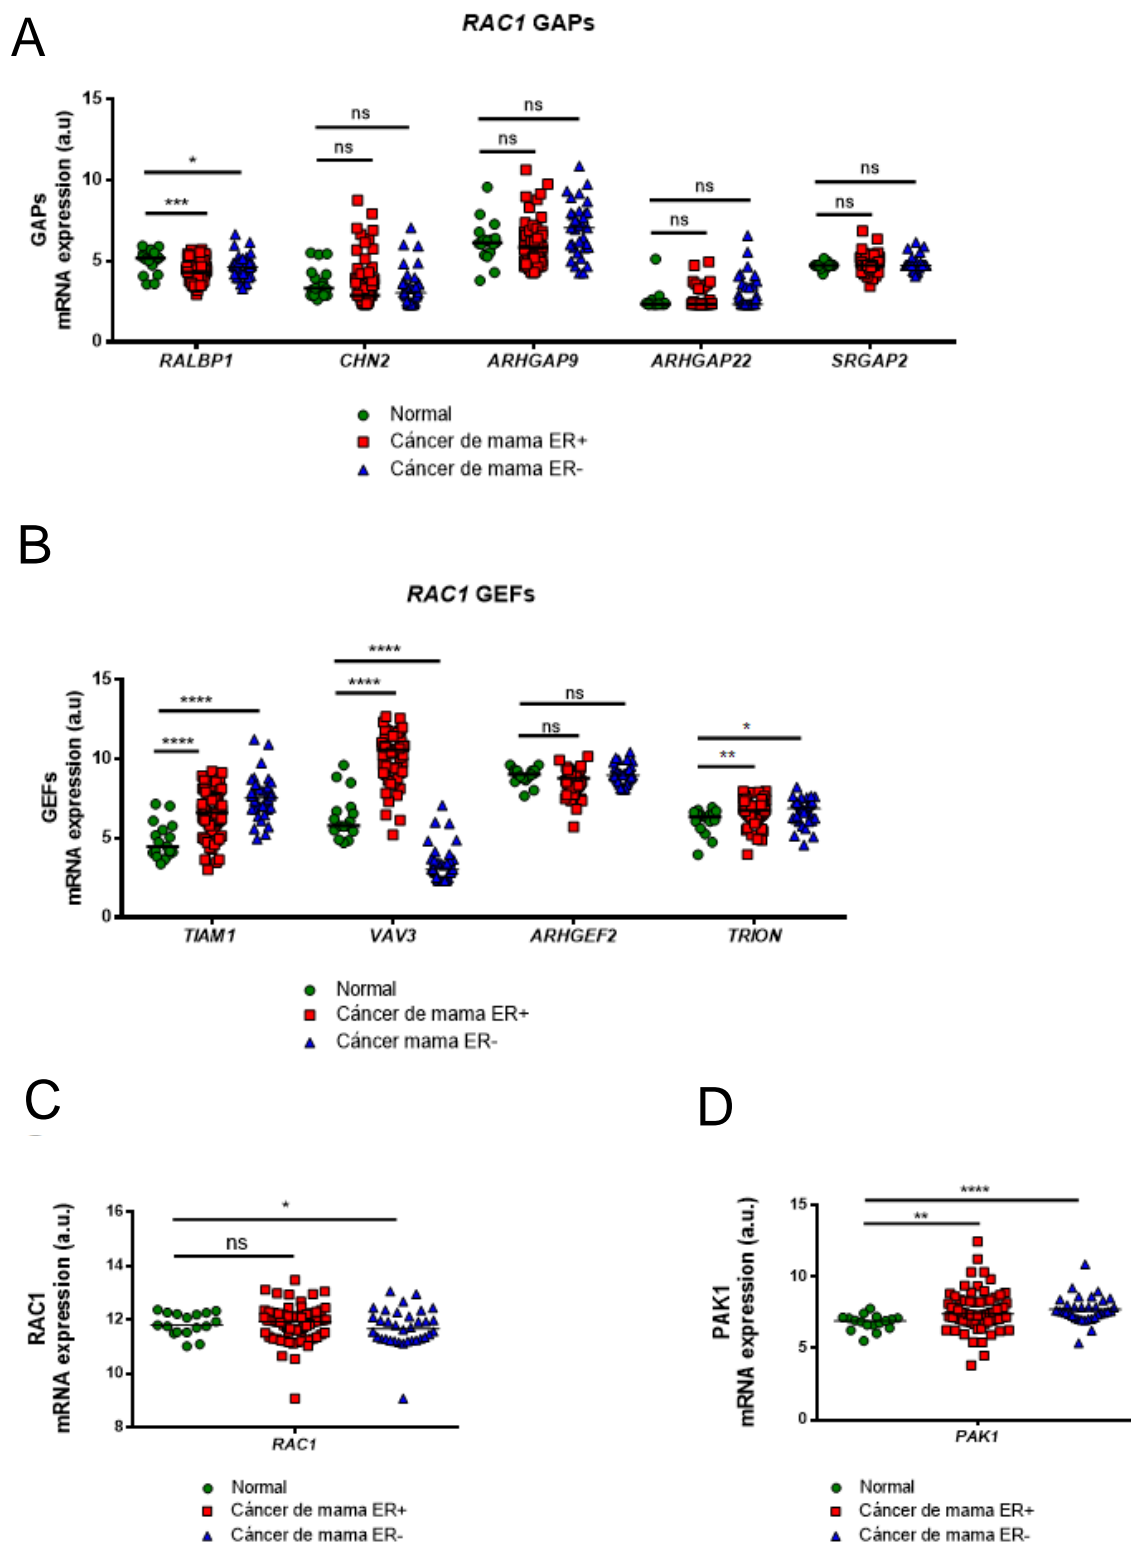 A
RAC1 GAPs
GAPs
mRNA expression (a.u)
15
10
5
0
*
***
ns
ns
ns
ns
ns
ns
ns
ns
RALBP1
CHN2
ARHGAP9
ARHGAP22
SRGAP2
Normal
Cáncer de mama ER+
Cáncer de mama ER-
B
RAC1 GEFs
GEFs
mRNA expression (a.u)
15
10
5
0
****
****
****
****
ns
ns
*
**
TIAM1
VAV3
ARHGEF2
TRION
Normal
Cáncer de mama ER+
Cáncer mama ER-
C
RAC1
mRNA expression (a.u.)
16
14
12
10
8
*
ns
RAC1
Normal
Cáncer de mama ER+
Cáncer de mama ER-
D
PAK1
mRNA expression (a.u.)
15
10
5
0
****
**
PAK1
Normal
Cáncer de mama ER+
Cáncer de mama ER-